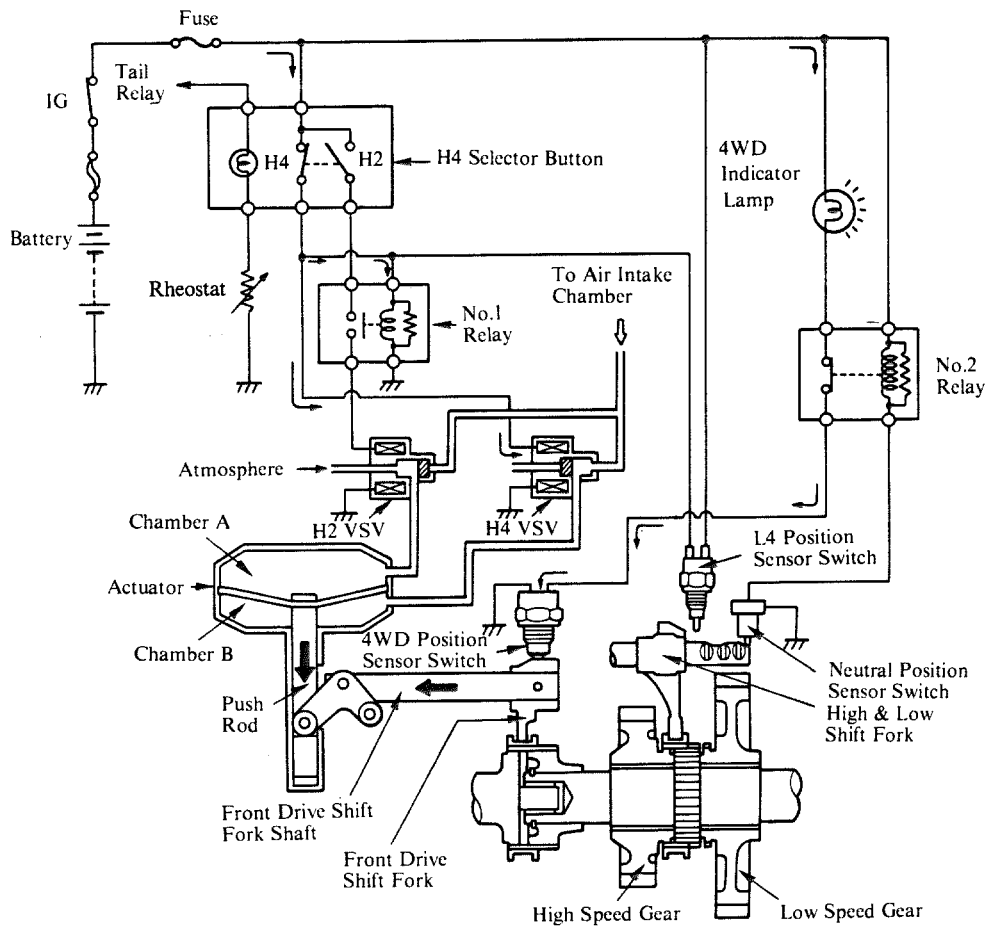 Fuse
Tail
Relay
IG
H4
H2
H4 Selector Button
4WD
Indicator
Lamp
Battery
Rheostat
To Air Intake
Chamber
No.1
Relay
No.2
Relay
Atmosphere
H2 VSV
H4 VSV
Chamber A
L4 Position
Sensor Switch
Actuator
Chamber B
4WD Position
Sensor Switch
Push
Rod
Neutral Position
Sensor Switch
High & Low
Shift Fork
Front Drive Shift
Fork Shaft
Front Drive
Shift Fork
High Speed Gear
Low Speed Gear